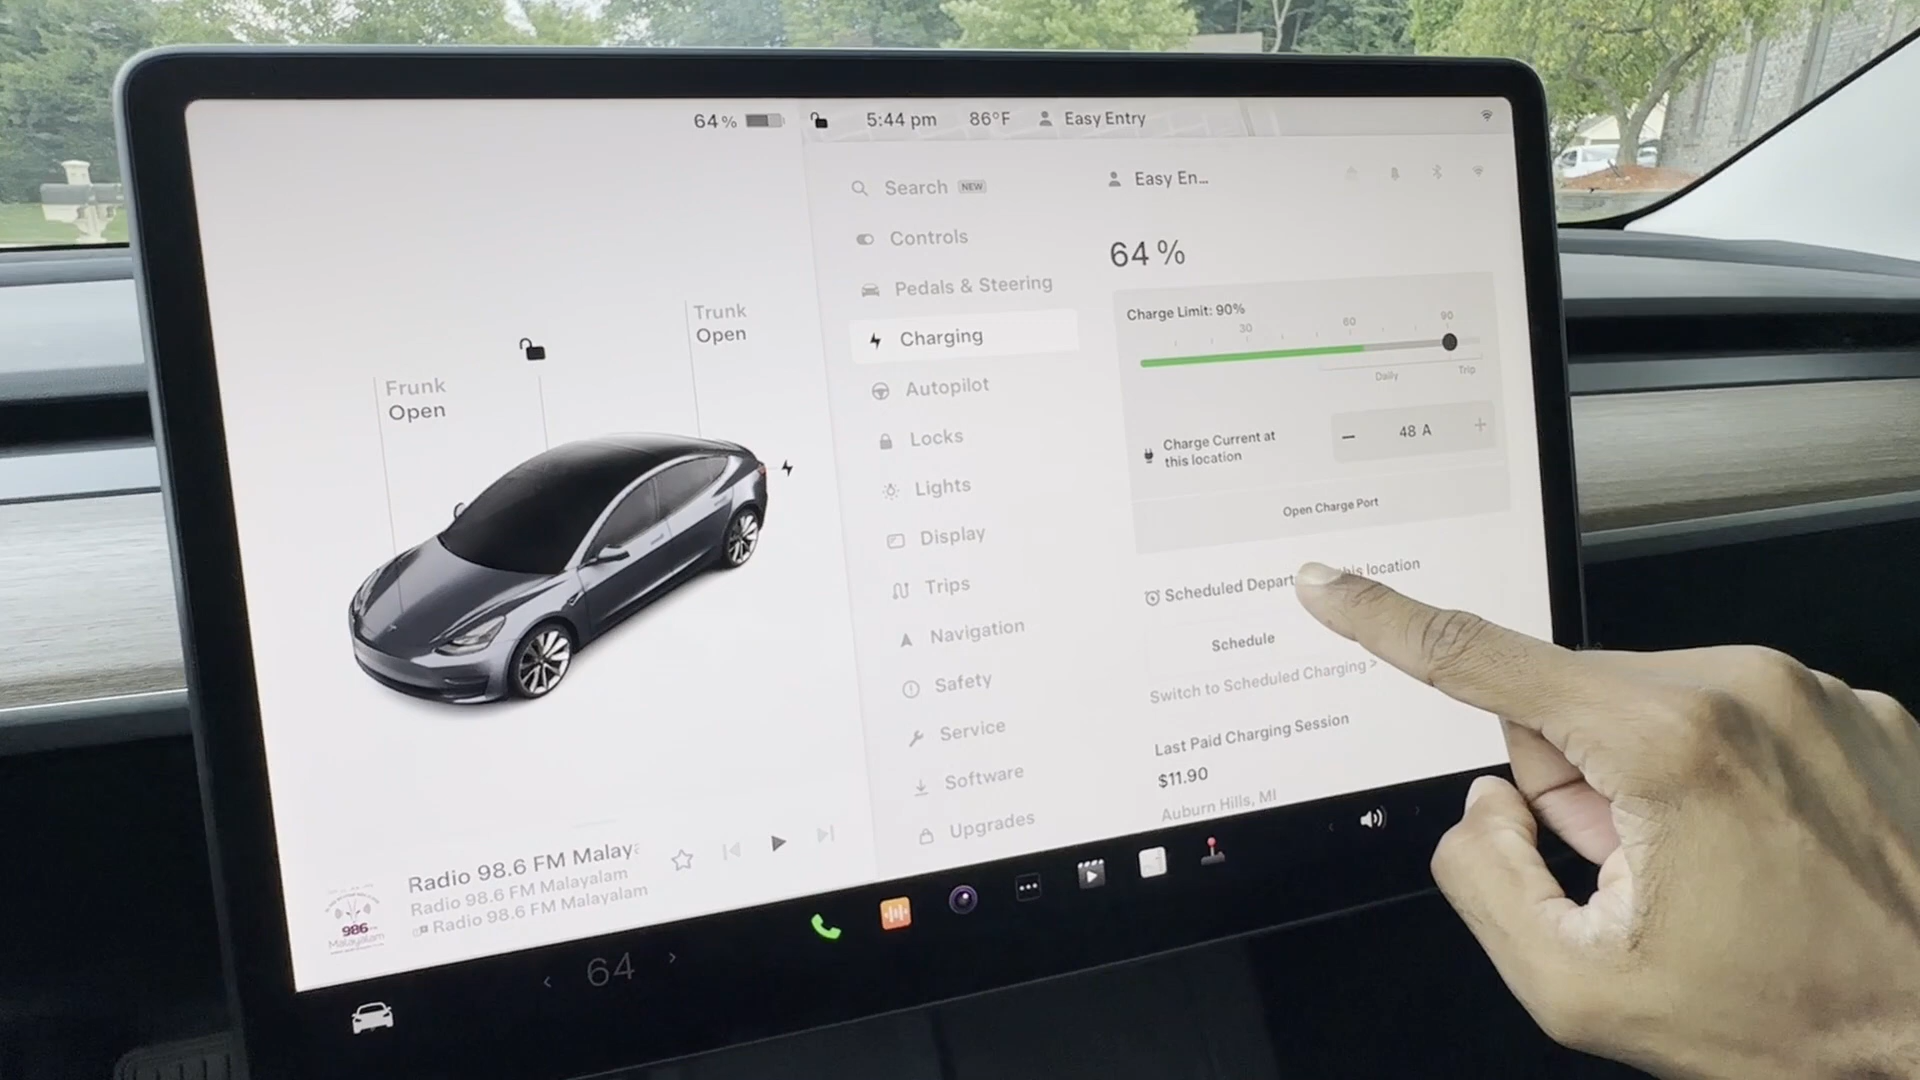 64 %
5:44 pm
86°F
Easy Entry
Frunk
Open
Trunk
Open
Search NEW
Controls
Pedals & Steering
Charging
Autopilot
Locks
Lights
Display
Trips
Navigation
Safety
Service
Software
Upgrades
Easy En...
64 %
Charge Limit: 90%
30 60 90
Daily Trip
Charge Current at
this location
− 48 A +
Open Charge Port
Scheduled location
Schedule
Switch to Scheduled Charging >
Last Paid Charging Session
$11.90
Auburn Hills, MI
Radio 98.6 FM
Radio 98.6 FM Malayalam
Radio 98.6 FM Malayalam
986
Malayalam
< 64 >